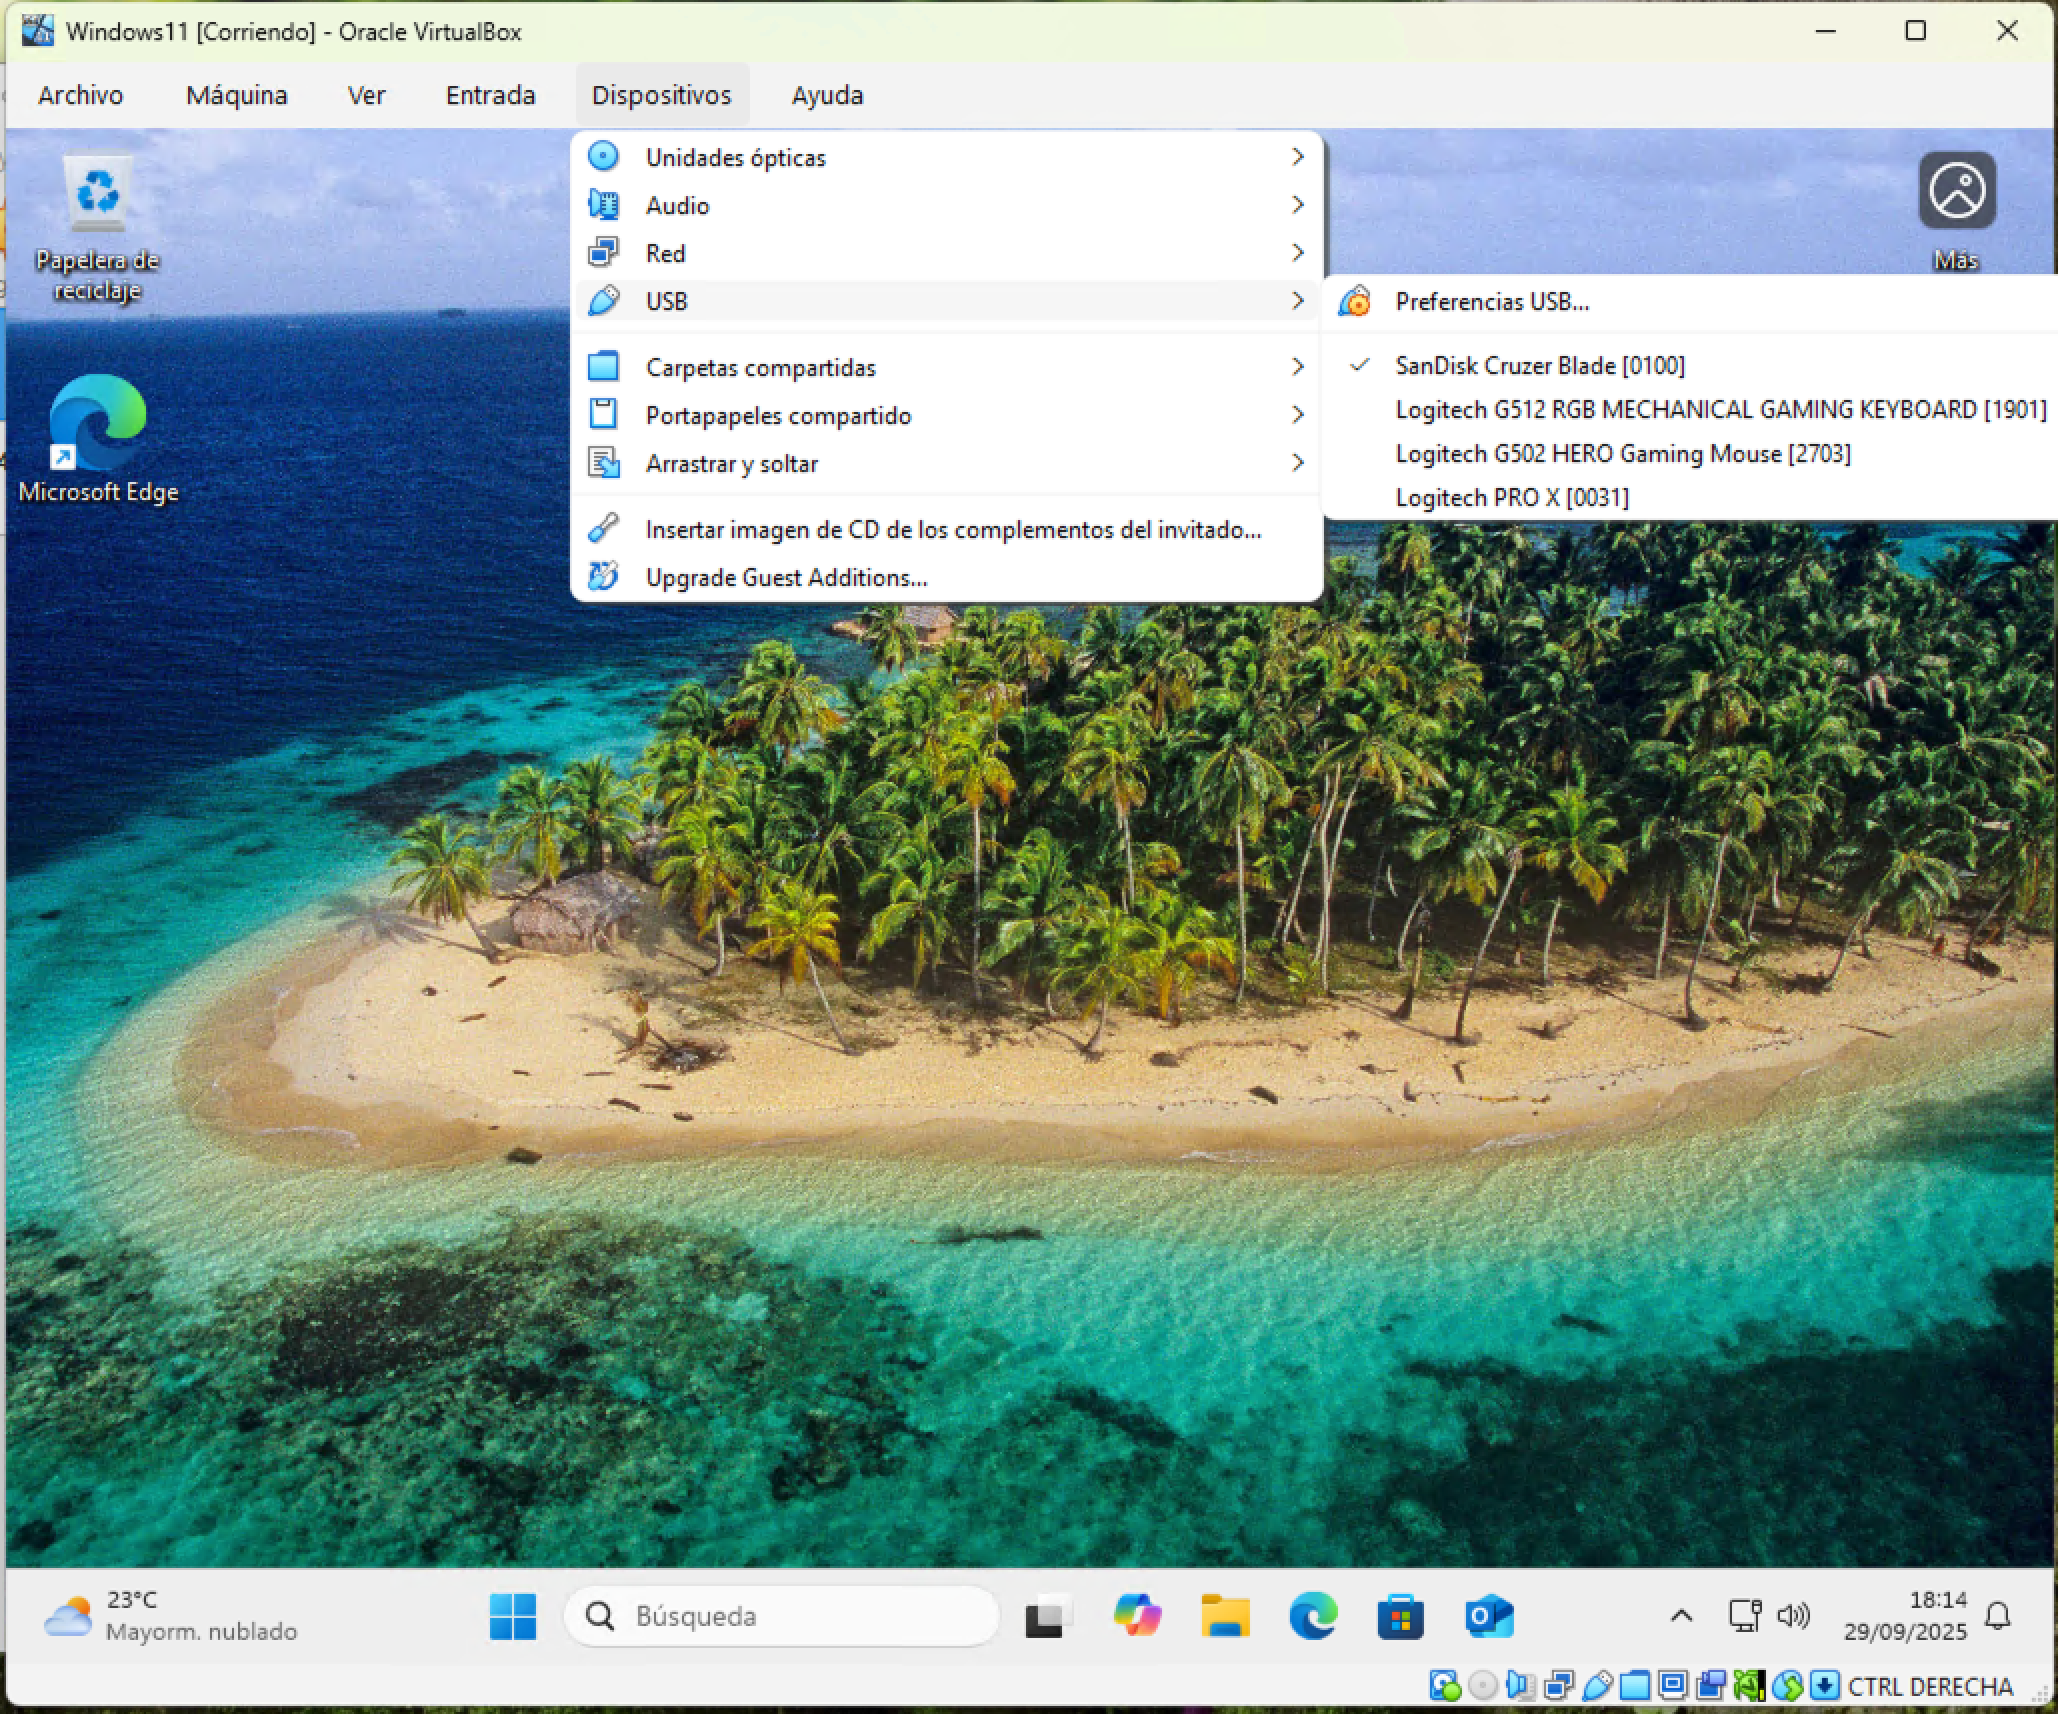 Windows11 [Corriendo] - Oracle VirtualBox
Archivo Máquina Ver Entrada Dispositivos Ayuda
Unidades ópticas
Audio
Red
USB
Carpetas compartidas
Portapapeles compartido
Arrastrar y soltar
Insertar imagen de CD de los complementos del invitado...
Upgrade Guest Additions...
Preferencias USB...
SanDisk Cruzer Blade [0100]
Logitech G512 RGB MECHANICAL GAMING KEYBOARD [1901]
Logitech G502 HERO Gaming Mouse [2703]
Logitech PRO X [0031]
Papelera de
reciclaje
Microsoft Edge
Más
23°C
Mayorm. nublado
Búsqueda
18:14
29/09/2025
CTRL DERECHA